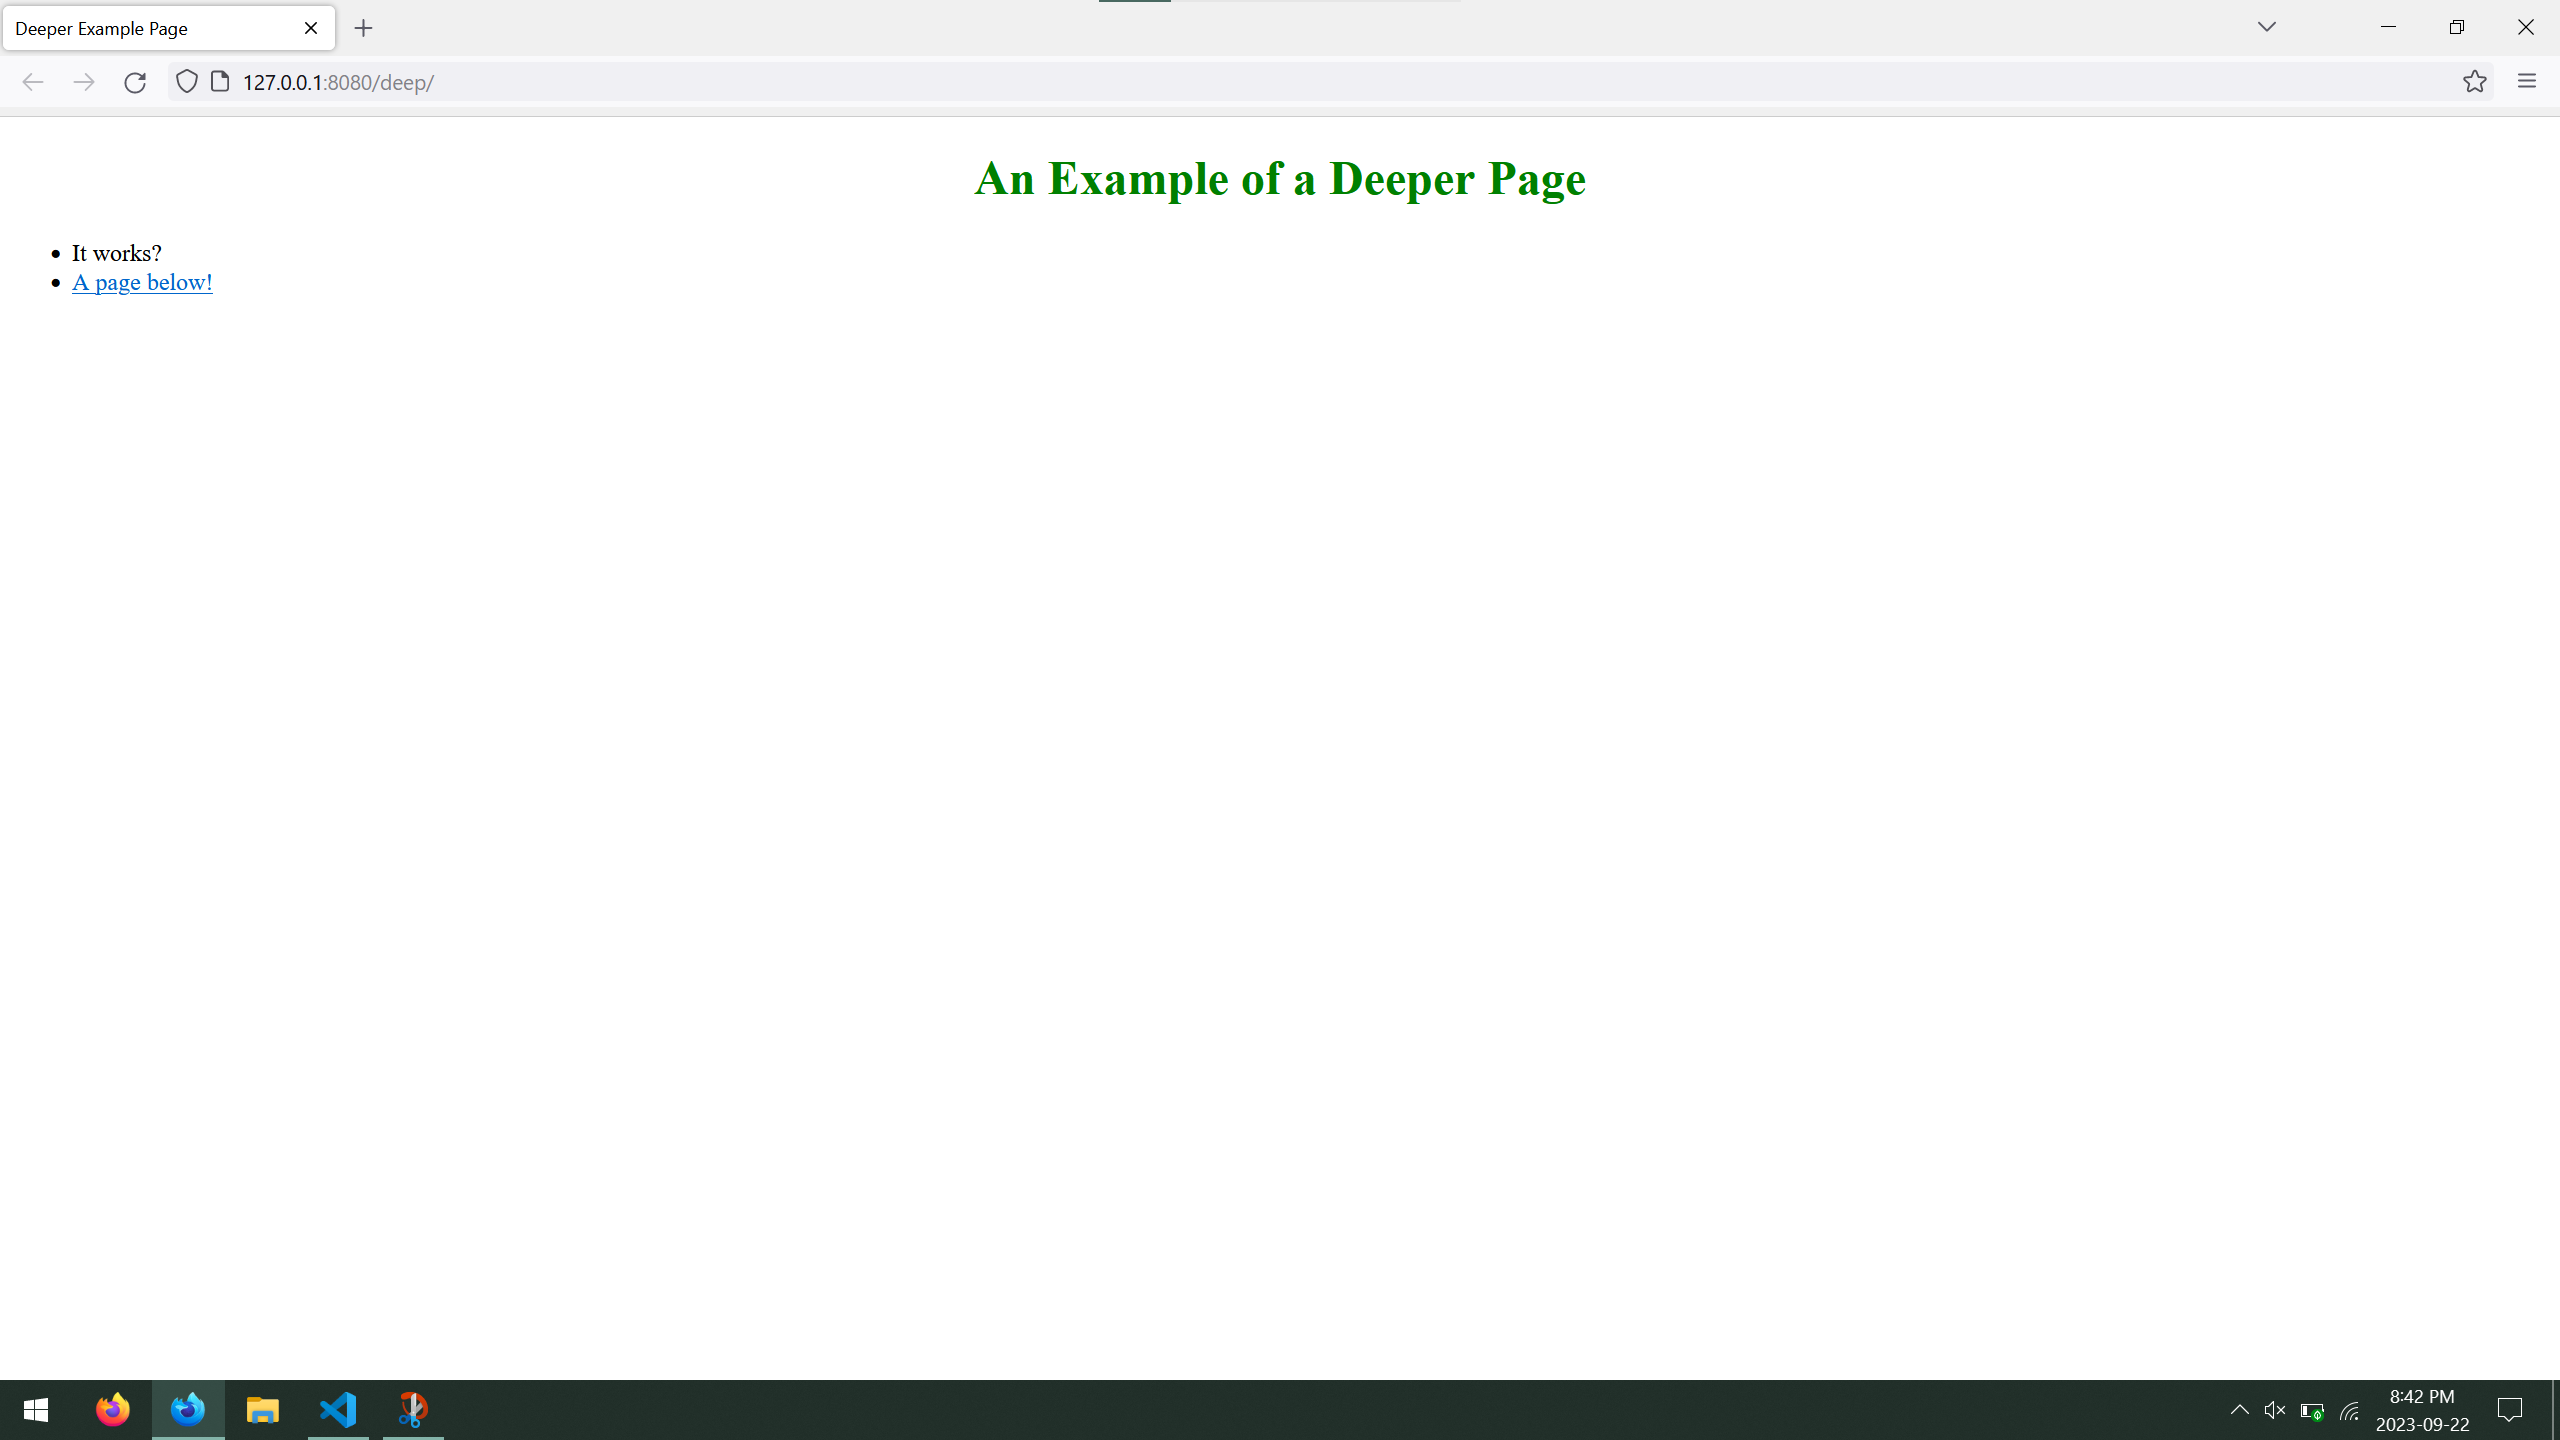 Deeper Example Page
127.0.0.1:8080/deep/
An Example of a Deeper Page
It works?
A page below!
8:42 PM
2023-09-22